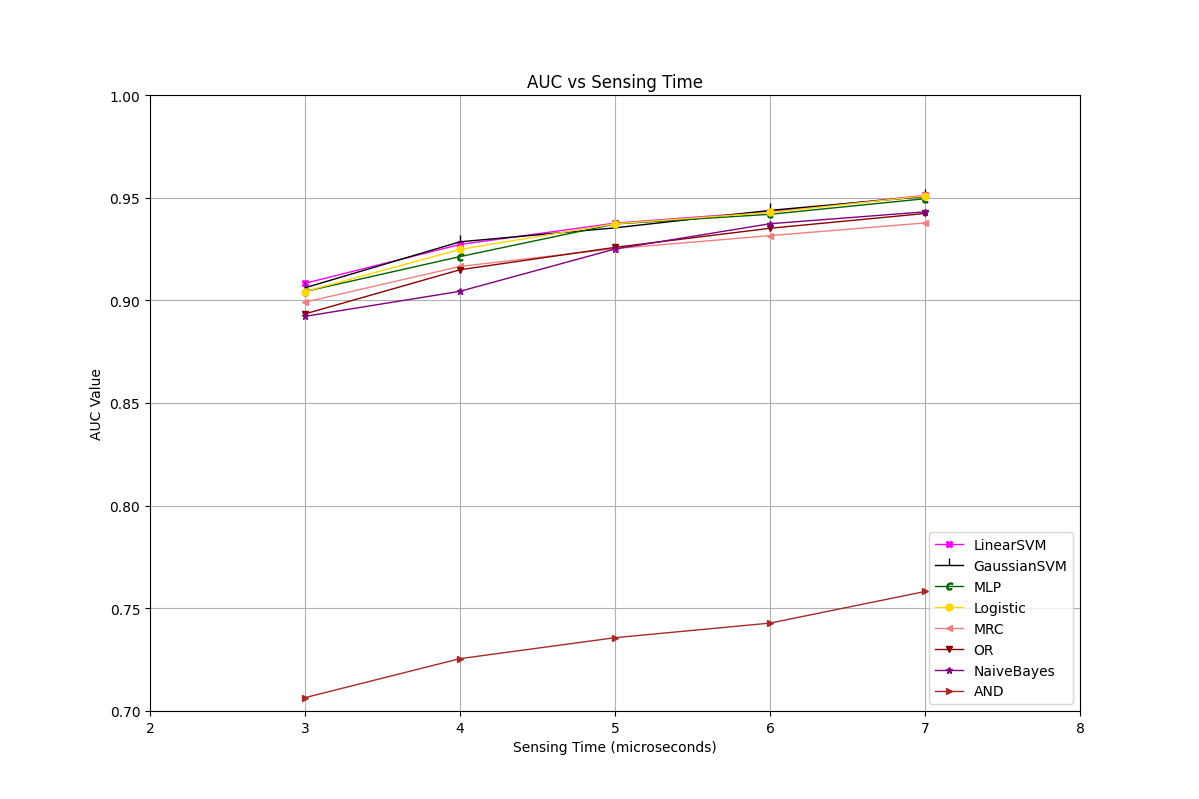 AUC vs Sensing Time
1.00
0.95
0.90
0.85
0.80
0.75
0.70
AUC Value
2 3 4 5 6 7 8
Sensing Time (microseconds)
LinearSVM
GaussianSVM
MLP
Logistic
MRC
OR
NaiveBayes
AND